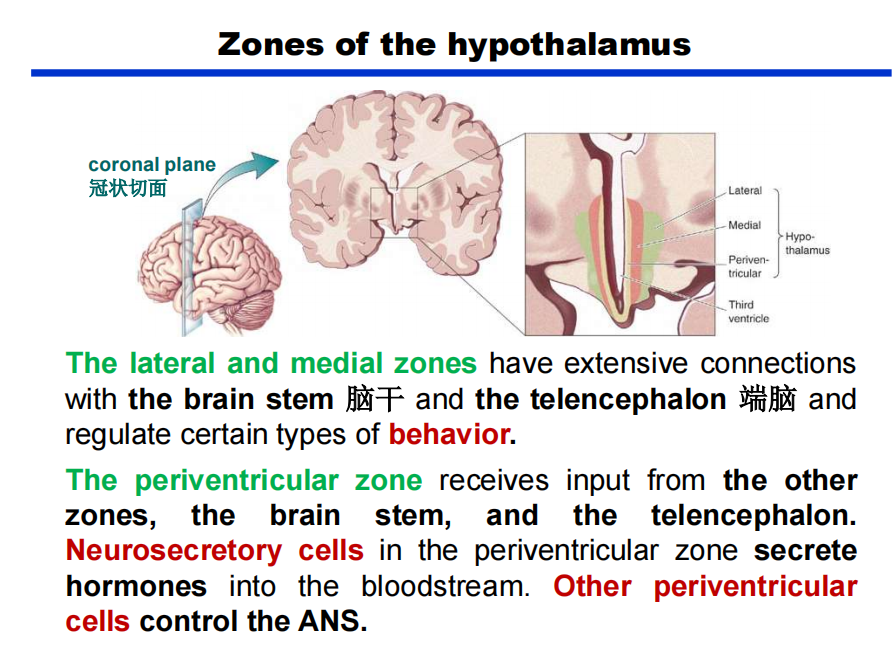 Zones of the hypothalamus
coronal plane
冠状切面
Lateral
Medial
Periven-
tricular
Hypo-
thalamus
Third
ventricle
The lateral and medial zones have extensive connections
with the brain stem 脑干 and the telencephalon 端脑 and
regulate certain types of behavior.
The periventricular zone receives input from the other
zones, the brain stem, and the telencephalon.
Neurosecretory cells in the periventricular zone secrete
hormones into the bloodstream. Other periventricular
cells control the ANS.